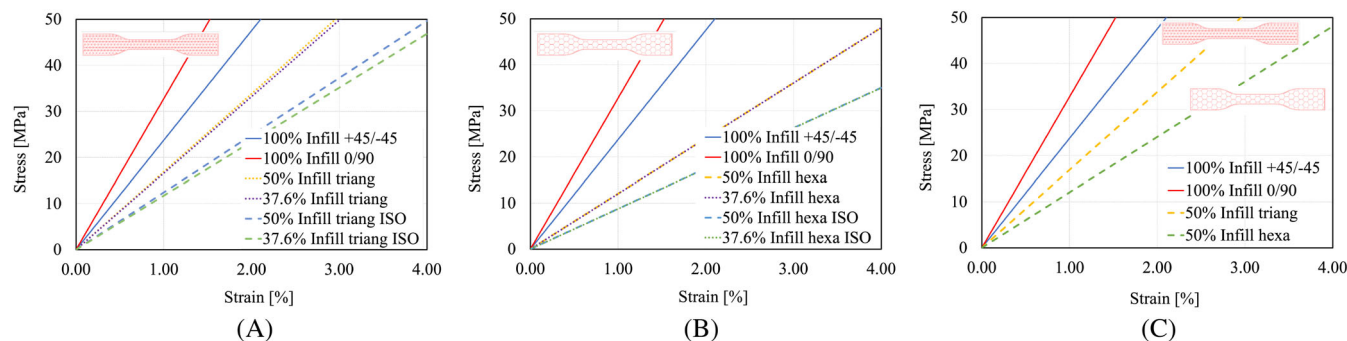 50
40
30
20
10
0
Stress [MPa]
100% Infill +45/-45
100% Infill 0/90
50% Infill triang
37.6% Infill triang
50% Infill triang ISO
37.6% Infill triang ISO
0.00 1.00 2.00 3.00 4.00
Strain [%]
(A)
50
40
30
20
10
0
Stress [MPa]
100% Infill +45/-45
100% Infill 0/90
50% Infill hexa
37.6% Infill hexa
50% Infill hexa ISO
37.6% Infill hexa ISO
0.00 1.00 2.00 3.00 4.00
Strain [%]
(B)
50
40
30
20
10
0
Stress [MPa]
100% Infill +45/-45
100% Infill 0/90
50% Infill triang
50% Infill hexa
0.00 1.00 2.00 3.00 4.00
Strain [%]
(C)